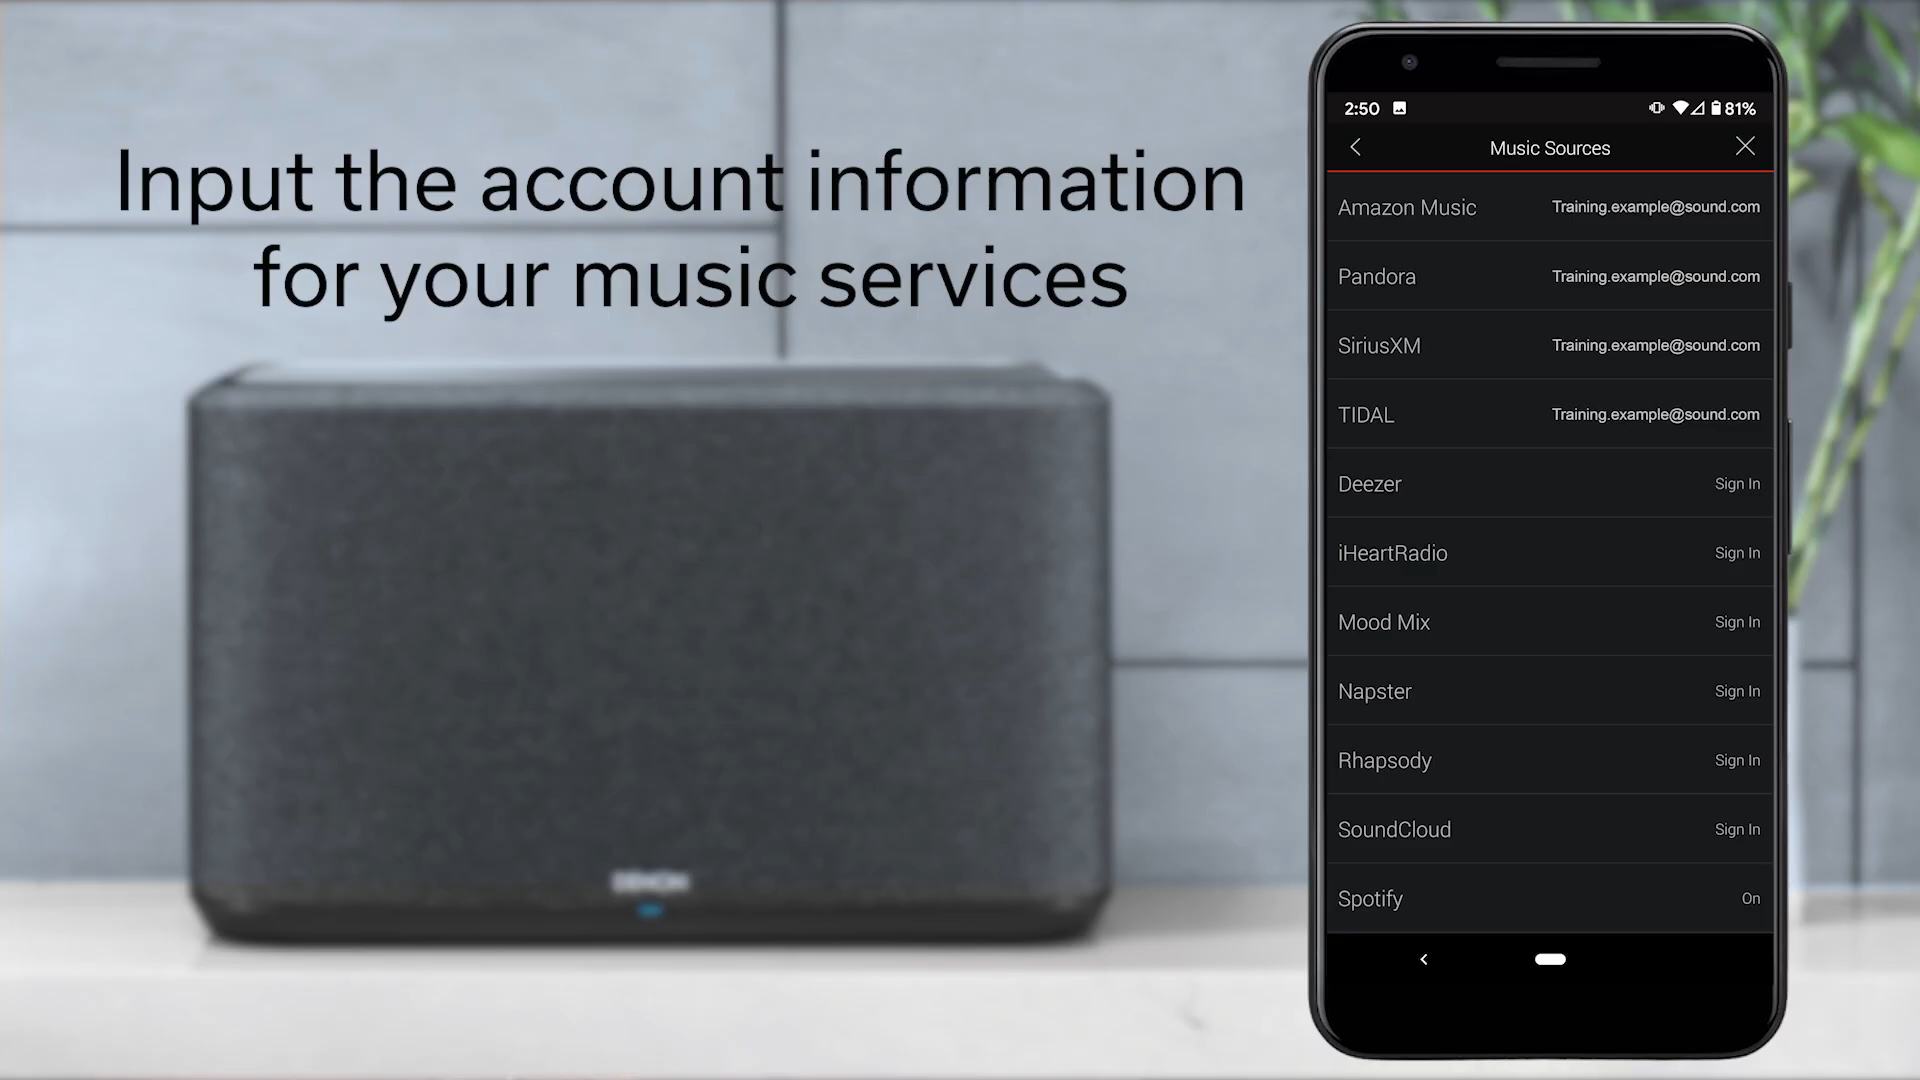 Input the account information
for your music services
DENON
2:50 81%
Music Sources
Amazon Music Training.example@sound.com
Pandora Training.example@sound.com
SiriusXM Training.example@sound.com
TIDAL Training.example@sound.com
Deezer Sign In
iHeartRadio Sign In
Mood Mix Sign In
Napster Sign In
Rhapsody Sign In
SoundCloud Sign In
Spotify On